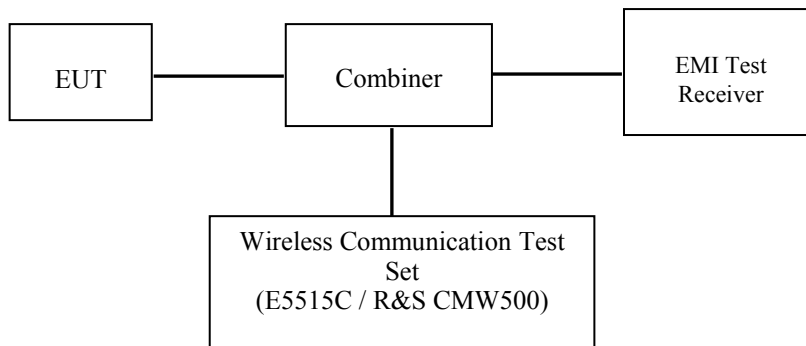 EUT
Combiner
EMI Test
Receiver
Wireless Communication Test
Set
(E5515C / R&S CMW500)